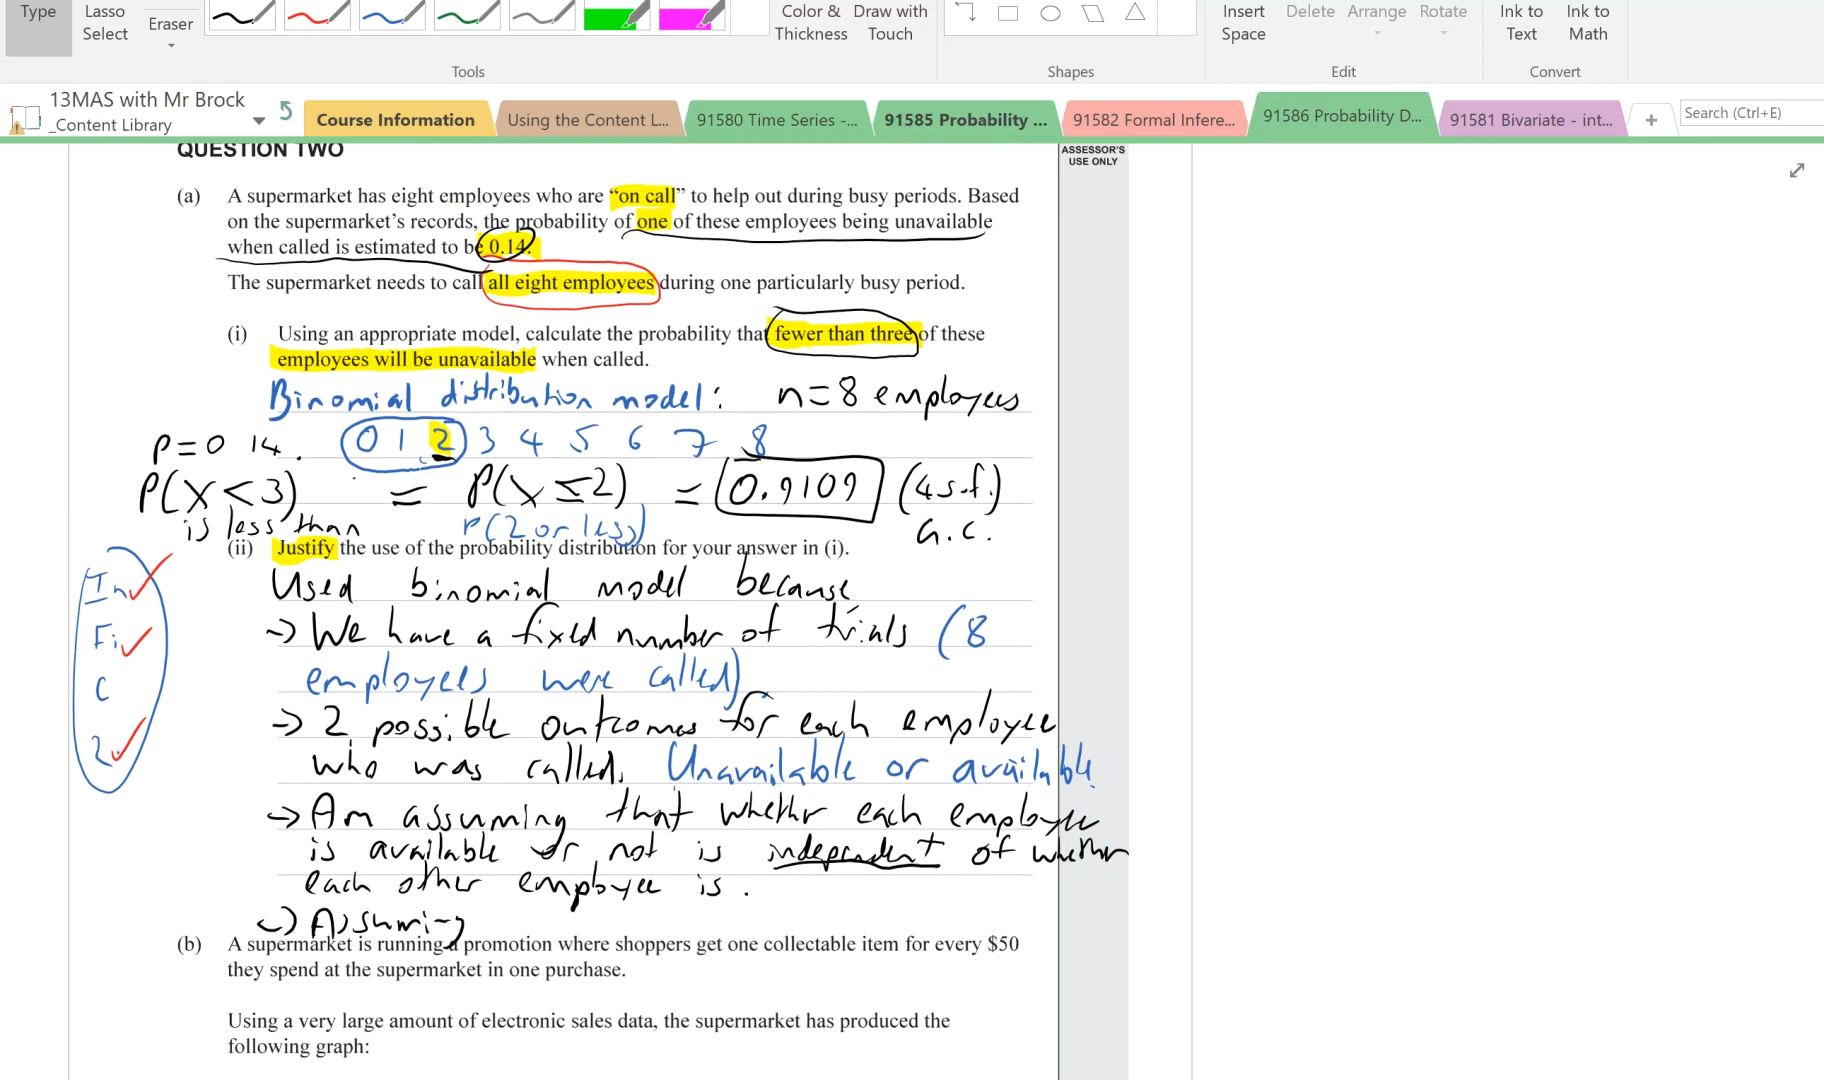 Type
Lasso Select
Eraser
Color & Thickness
Draw with Touch
Insert Space
Delete
Arrange
Rotate
Ink to Text
Ink to Math
Tools
Shapes
Edit
Convert
13MAS with Mr Brock
_Content Library
Course Information
Using the Content L...
91580 Time Series -...
91585 Probability ...
91582 Formal Infere...
91586 Probability D...
91581 Bivariate - int...
+
Search (Ctrl+E)
QUESTION TWO
ASSESSOR'S USE ONLY
(a) A supermarket has eight employees who are "on call" to help out during busy periods. Based
on the supermarket's records, the probability of one of these employees being unavailable
when called is estimated to be 0.14.
The supermarket needs to call all eight employees during one particularly busy period.
(i) Using an appropriate model, calculate the probability that fewer than three of these
employees will be unavailable when called.
Binomial distribution model: n=8 employees
P=0 14. 0 1 2 3 4 5 6 7 8
P(X<3) = P(X≤2) = 0.9109 (4s.f.)
is less than P(2 or less) G.C.
(ii) Justify the use of the probability distribution for your answer in (i).
In
Fi
C
2
Used binomial model because
→ We have a fixed number of trials (8
employees were called)
→ 2 possible outcomes for each employee
who was called. Unavailable or available.
→ Am assuming that whether each employee
is available or not is independent of whether
each other employee is.
→ Assuming
(b) A supermarket is running a promotion where shoppers get one collectable item for every $50
they spend at the supermarket in one purchase.
Using a very large amount of electronic sales data, the supermarket has produced the
following graph: